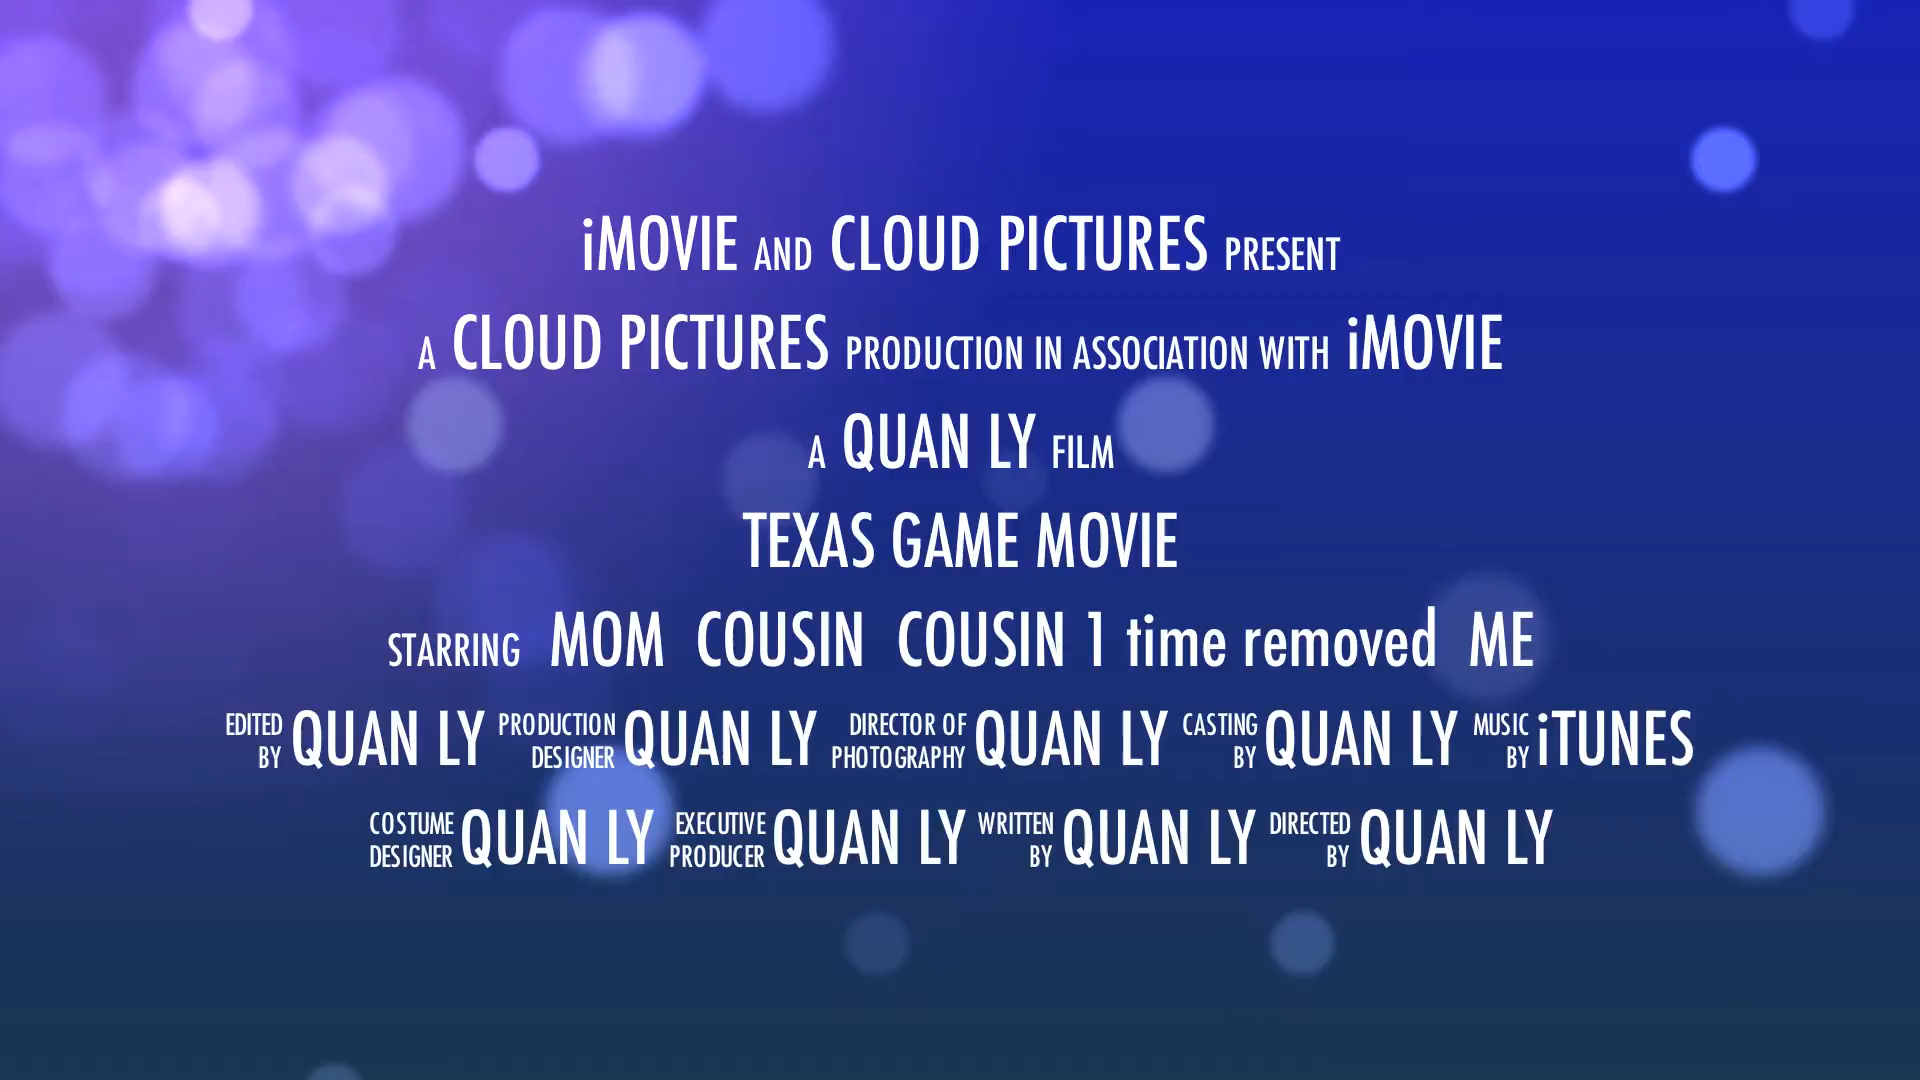 iMOVIE AND CLOUD PICTURES PRESENT
A CLOUD PICTURES PRODUCTION IN ASSOCIATION WITH iMOVIE
A QUAN LY FILM
TEXAS GAME MOVIE
STARRING MOM COUSIN COUSIN 1 time removed ME
EDITED BY QUAN LY PRODUCTION DESIGNER QUAN LY DIRECTOR OF PHOTOGRAPHY QUAN LY CASTING BY QUAN LY MUSIC BY iTUNES
COSTUME DESIGNER QUAN LY EXECUTIVE PRODUCER QUAN LY WRITTEN BY QUAN LY DIRECTED BY QUAN LY